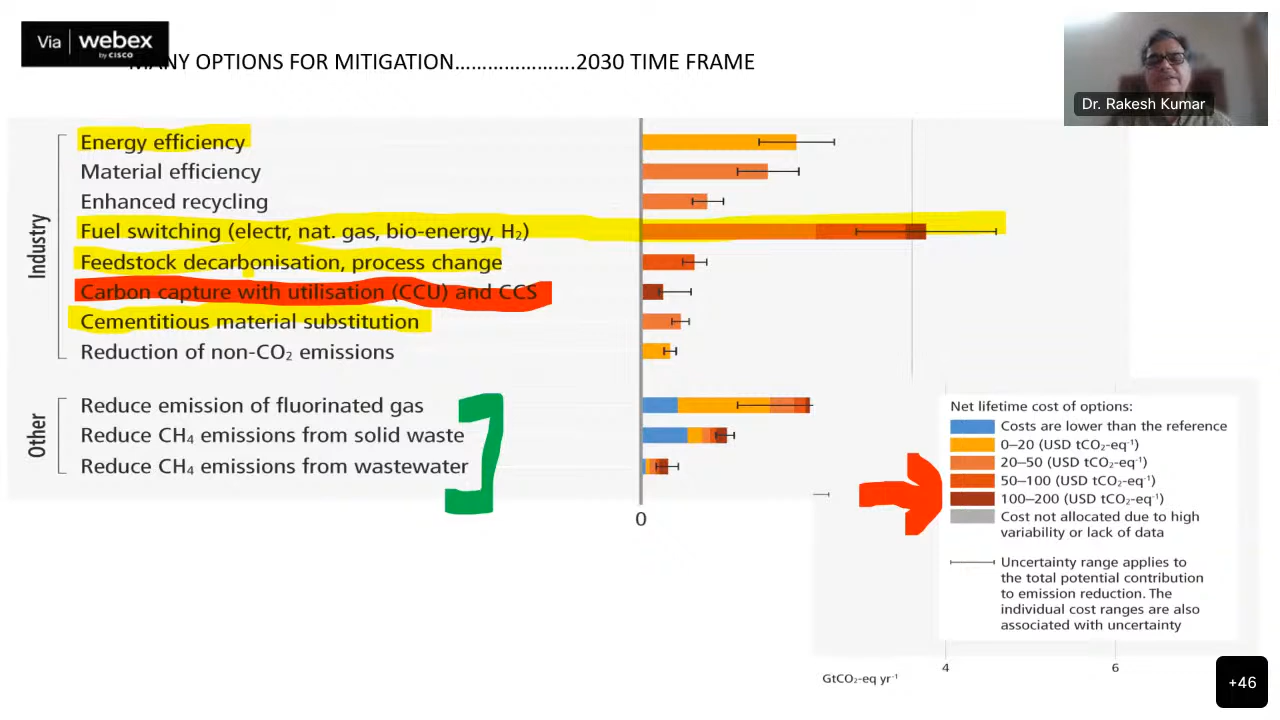 Via webex
by CISCO
MANY OPTIONS FOR MITIGATION………………….2030 TIME FRAME
Dr. Rakesh Kumar
Industry
Energy efficiency
Material efficiency
Enhanced recycling
Fuel switching (electr, nat. gas, bio-energy, H₂)
Feedstock decarbonisation, process change
Carbon capture with utilisation (CCU) and CCS
Cementitious material substitution
Reduction of non-CO₂ emissions
Other
Reduce emission of fluorinated gas
Reduce CH₄ emissions from solid waste
Reduce CH₄ emissions from wastewater
0
Net lifetime cost of options:
Costs are lower than the reference
0–20 (USD tCO₂-eq⁻¹)
20–50 (USD tCO₂-eq⁻¹)
50–100 (USD tCO₂-eq⁻¹)
100–200 (USD tCO₂-eq⁻¹)
Cost not allocated due to high
variability or lack of data
Uncertainty range applies to
the total potential contribution
to emission reduction. The
individual cost ranges are also
associated with uncertainty
4
6
GtCO₂-eq yr⁻¹
+46